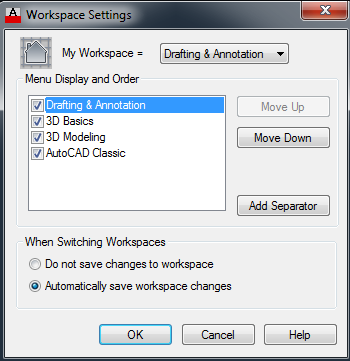 Workspace Settings
My Workspace = Drafting & Annotation
Menu Display and Order
Drafting & Annotation
3D Basics
3D Modeling
AutoCAD Classic
Move Up
Move Down
Add Separator
When Switching Workspaces
Do not save changes to workspace
Automatically save workspace changes
OK Cancel Help